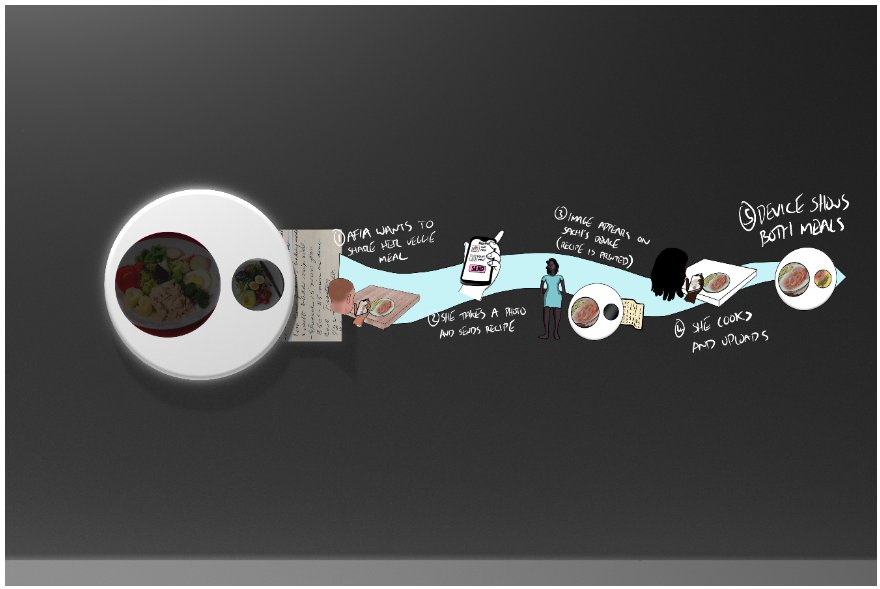 ① AFIA WANTS TO
SHARE HER VEGGIE
MEAL
② SHE TAKES A PHOTO
AND SENDS RECIPE
SEND
③ IMAGE APPEARS ON
SACHI'S DEVICE
(RECIPE IS PRINTED)
④ SHE COOKS
AND UPLOADS
⑤ DEVICE SHOWS
BOTH MEALS